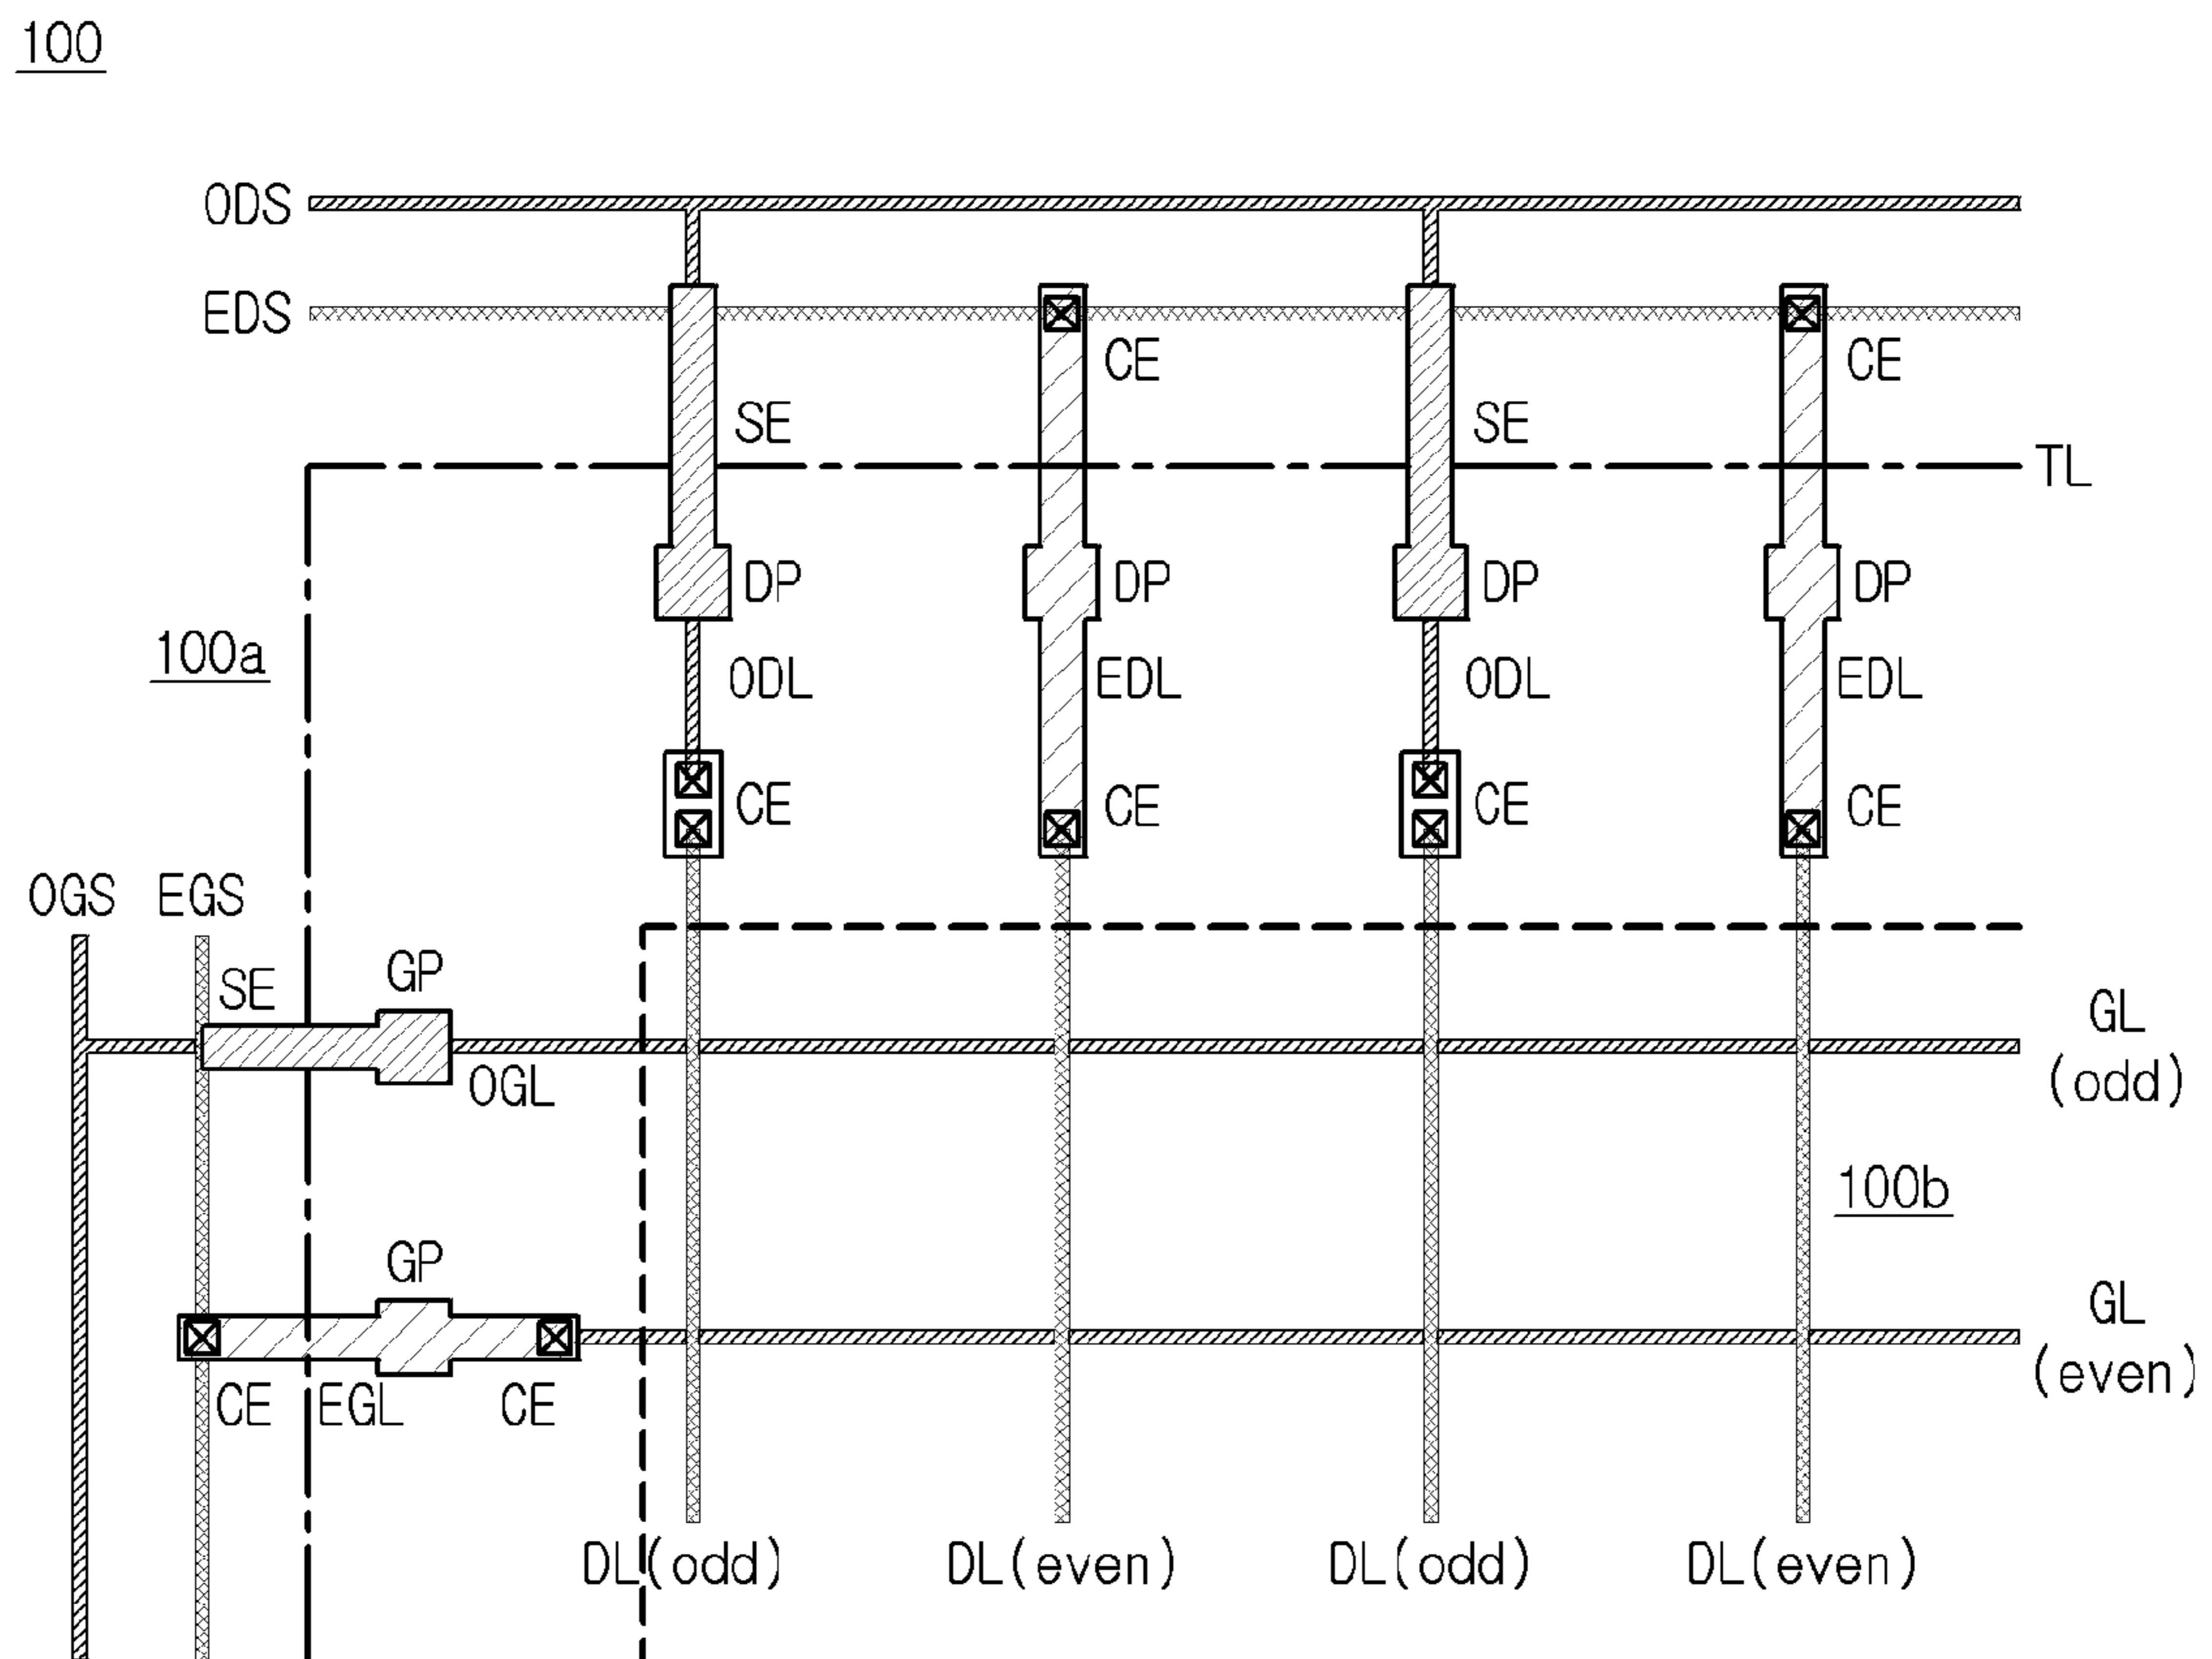 100
ODS
EDS
CE CE
SE SE
TL
DP DP DP DP
100a
ODL EDL ODL EDL
CE CE CE CE
OGS EGS
GP
SE
GL
(odd)
OGL
100b
GP
GL
(even)
CE EGL CE
DL(odd) DL(even) DL(odd) DL(even)